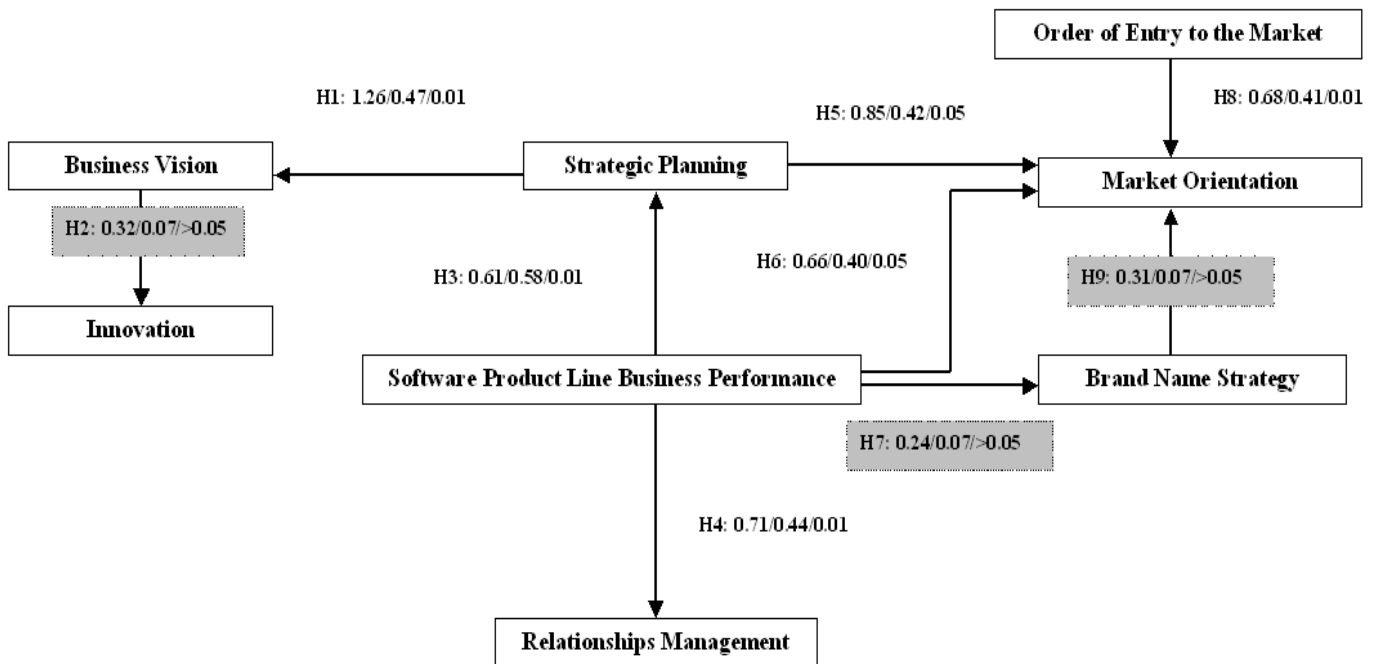 Order of Entry to the Market
H1: 1.26/0.47/0.01
H5: 0.85/0.42/0.05
H8: 0.68/0.41/0.01
Business Vision
Strategic Planning
Market Orientation
H2: 0.32/0.07/>0.05
H3: 0.61/0.58/0.01
H6: 0.66/0.40/0.05
H9: 0.31/0.07/>0.05
Innovation
Software Product Line Business Performance
Brand Name Strategy
H7: 0.24/0.07/>0.05
H4: 0.71/0.44/0.01
Relationships Management